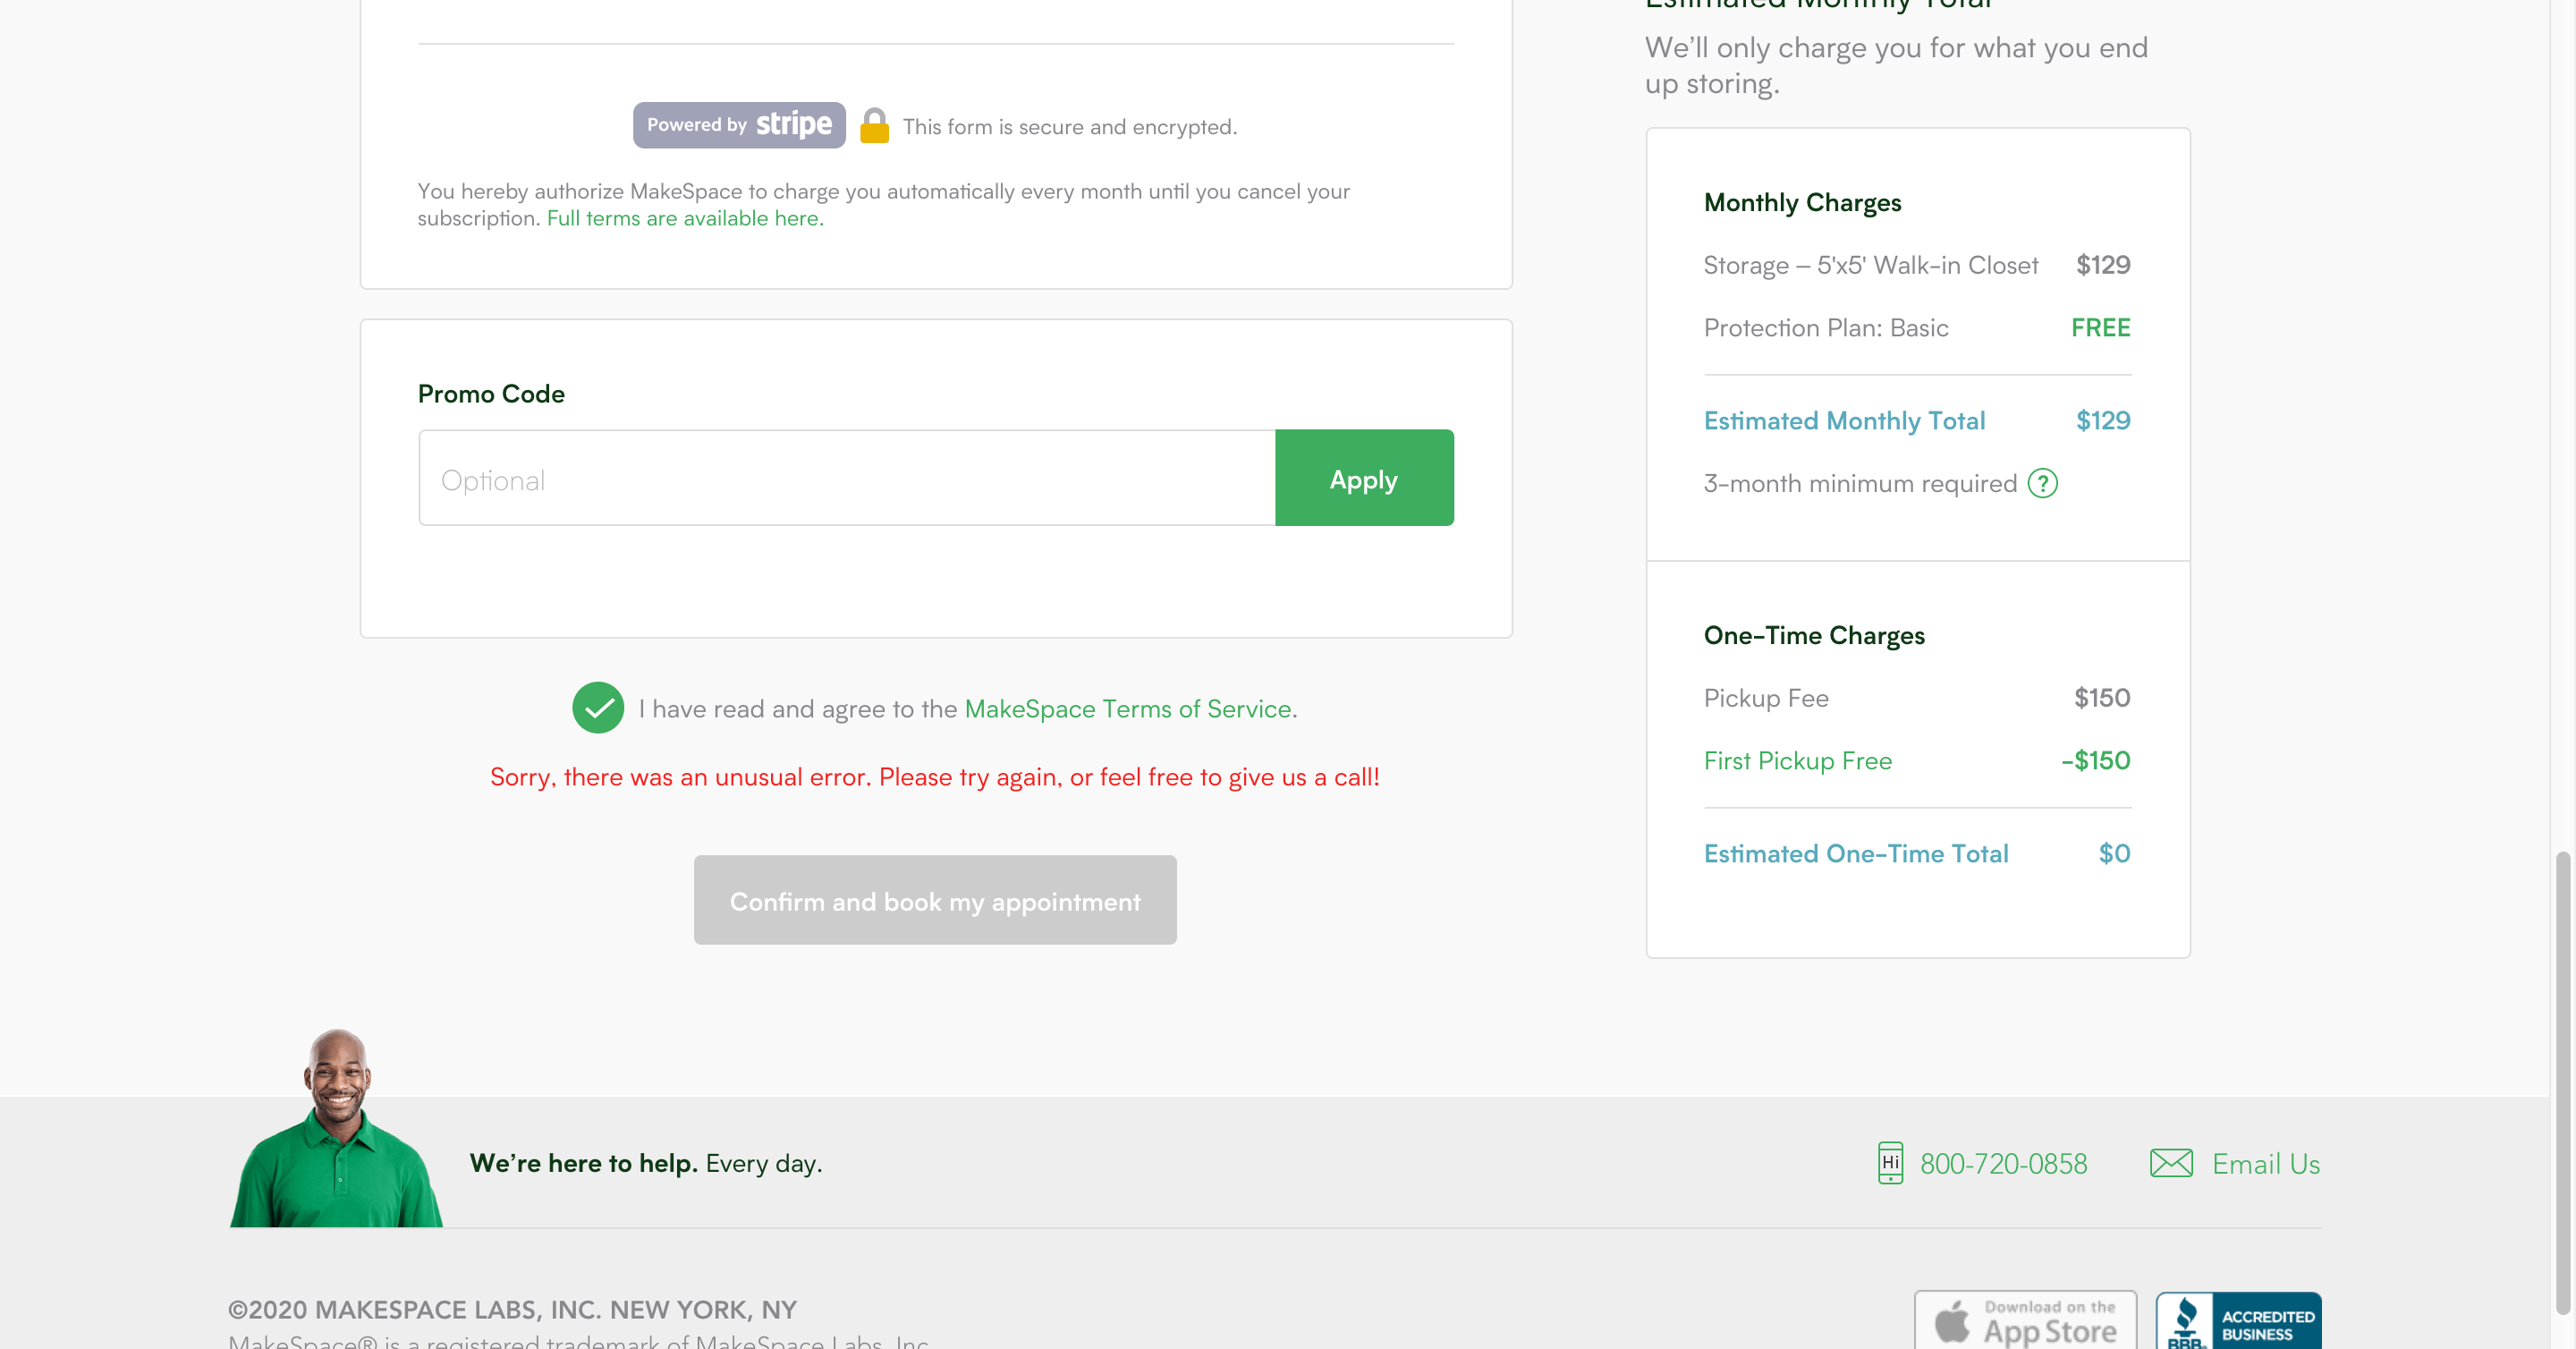 Estimated Monthly Total
We'll only charge you for what you end
up storing.
Powered by stripe
This form is secure and encrypted.
You hereby authorize MakeSpace to charge you automatically every month until you cancel your
subscription. Full terms are available here.
Promo Code
Optional
Apply
I have read and agree to the MakeSpace Terms of Service.
Sorry, there was an unusual error. Please try again, or feel free to give us a call!
Confirm and book my appointment
Monthly Charges
Storage – 5'x5' Walk-in Closet $129
Protection Plan: Basic FREE
Estimated Monthly Total $129
3-month minimum required ?
One-Time Charges
Pickup Fee $150
First Pickup Free -$150
Estimated One-Time Total $0
We're here to help. Every day.
Hi 800-720-0858
Email Us
©2020 MAKESPACE LABS, INC. NEW YORK, NY
MakeSpace® is a registered trademark of MakeSpace Labs, Inc.
Download on the
App Store
BBB.
ACCREDITED
BUSINESS